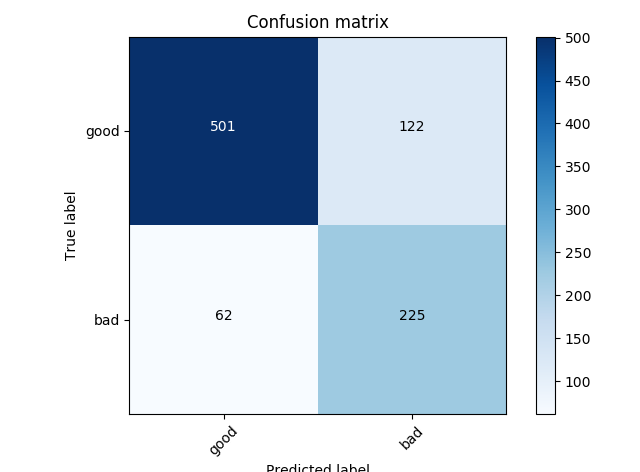 Confusion matrix
True label
good
501
122
bad
62
225
good
bad
Predicted label
500
450
400
350
300
250
200
150
100